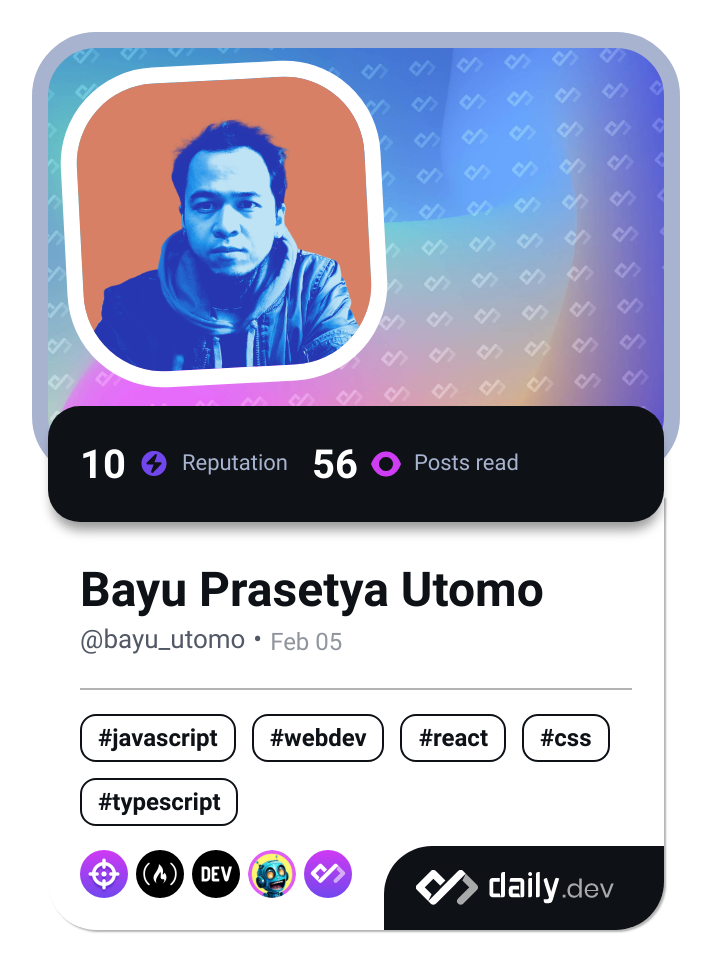 10 Reputation 56 Posts read
Bayu Prasetya Utomo
@bayu_utomo • Feb 05
#javascript #webdev #react #css
#typescript
DEV
daily.dev